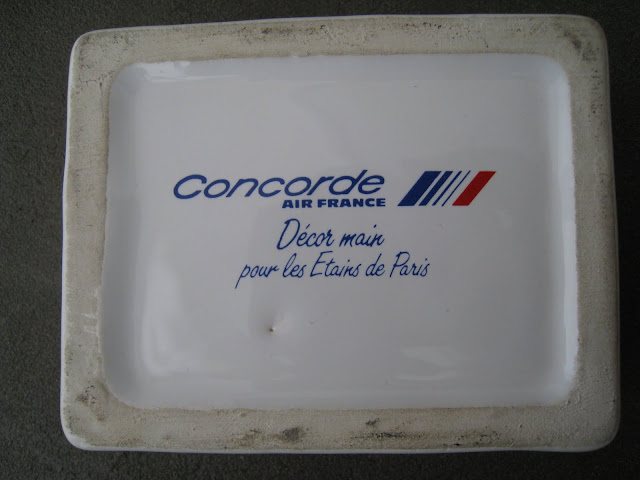 Concorde
AIR FRANCE
Décor main
pour les Etains de Paris